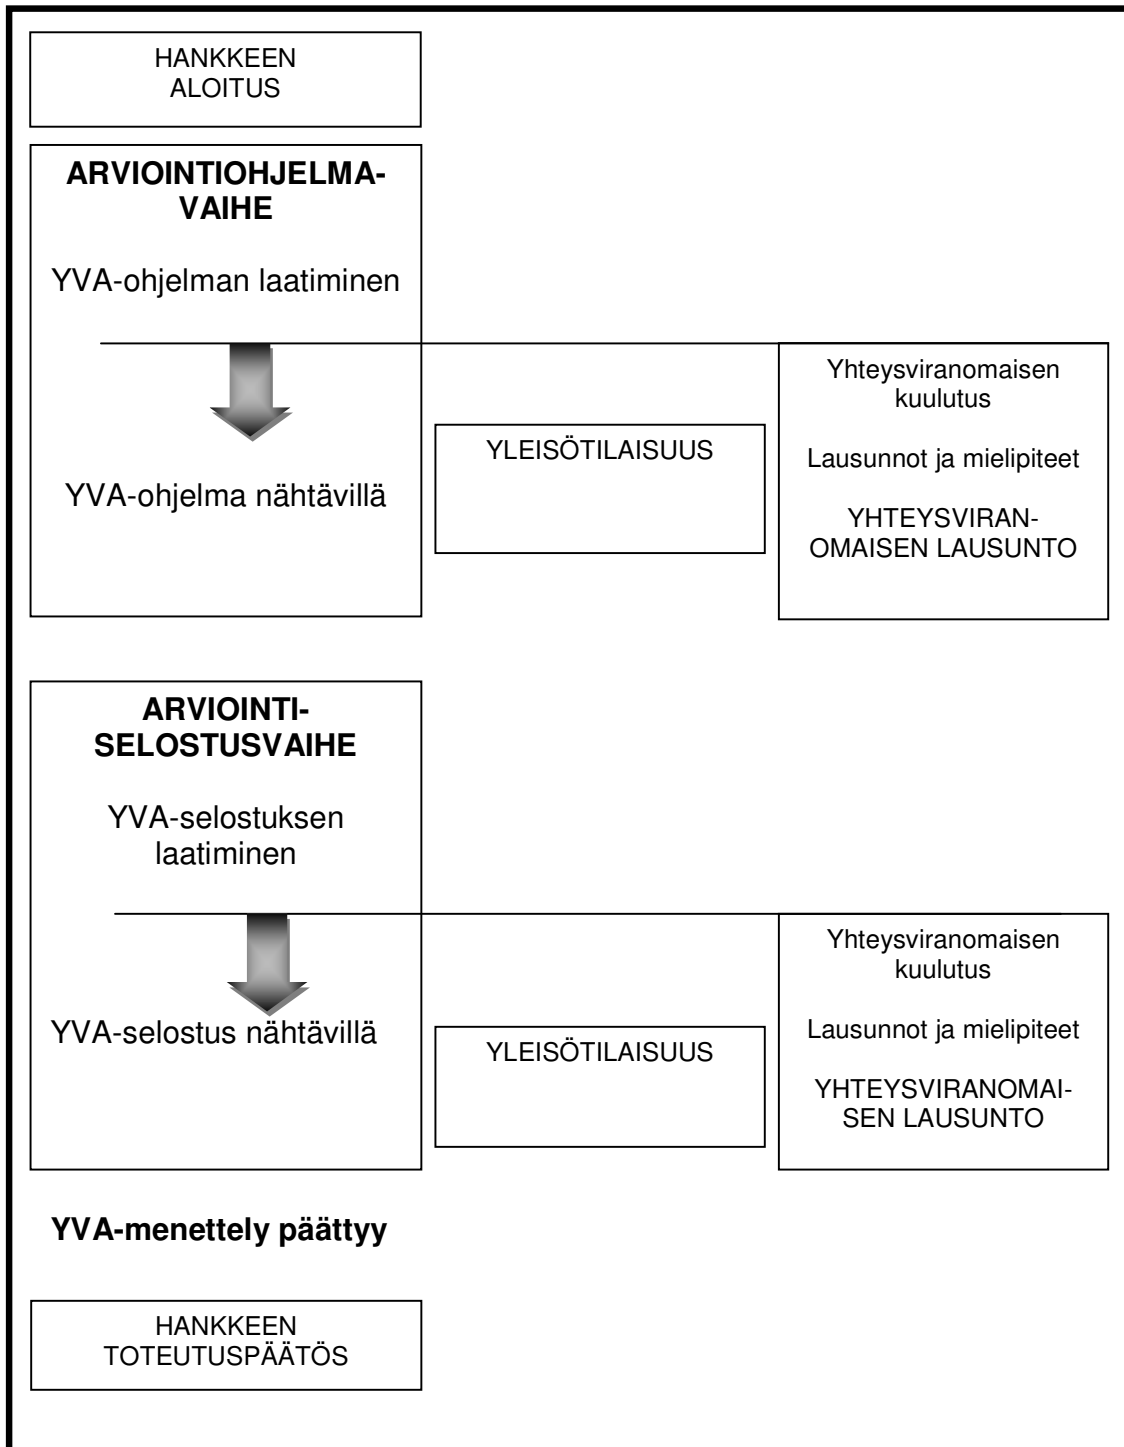 HANKKEEN
ALOITUS
ARVIOINTIOHJELMA-
VAIHE
YVA-ohjelman laatiminen
YVA-ohjelma nähtävillä
YLEISÖTILAISUUS
Yhteysviranomaisen
kuulutus
Lausunnot ja mielipiteet
YHTEYSVIRAN-
OMAISEN LAUSUNTO
ARVIOINTI-
SELOSTUSVAIHE
YVA-selostuksen
laatiminen
YVA-selostus nähtävillä
YLEISÖTILAISUUS
Yhteysviranomaisen
kuulutus
Lausunnot ja mielipiteet
YHTEYSVIRANOMAI-
SEN LAUSUNTO
YVA-menettely päättyy
HANKKEEN
TOTEUTUSPÄÄTÖS